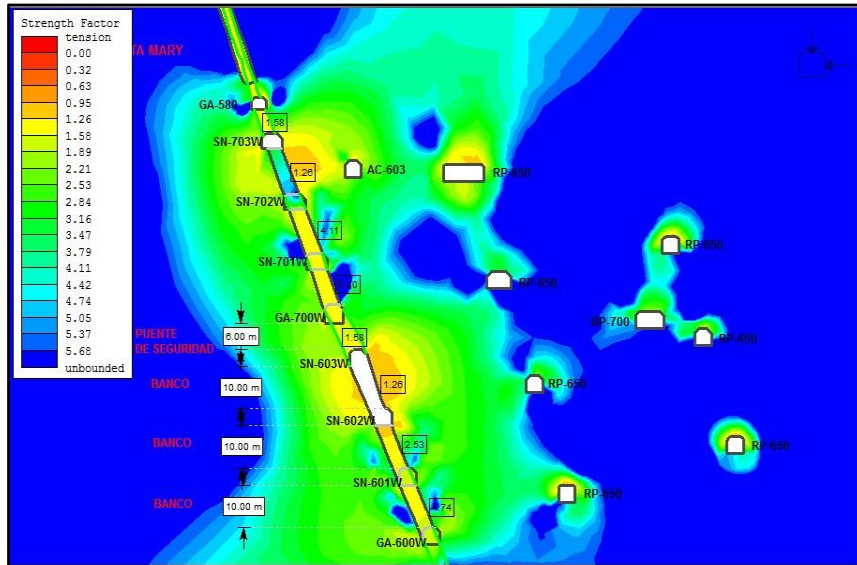 Strength Factor
tension
0.00
0.32
0.63
0.95
1.26
1.58
1.89
2.21
2.53
2.84
3.16
3.47
3.79
4.11
4.42
4.74
5.05
5.37
5.68
unbounded
TA MARY
GA-580
1.58
SN-703W
1.26
AC-603
RP-650
SN-702W
4.11
RP-650
SN-701W
RP-650
GA-700W
BP-700
6.00 m
PUENTE
DE SEGURIDAD
1.58
RP-650
SN-603W
BANCO
10.00 m
1.26
RP-650
SN-602W
BANCO
10.00 m
2.53
RP-650
SN-601W
RP-650
BANCO
10.00 m
74
GA-600W